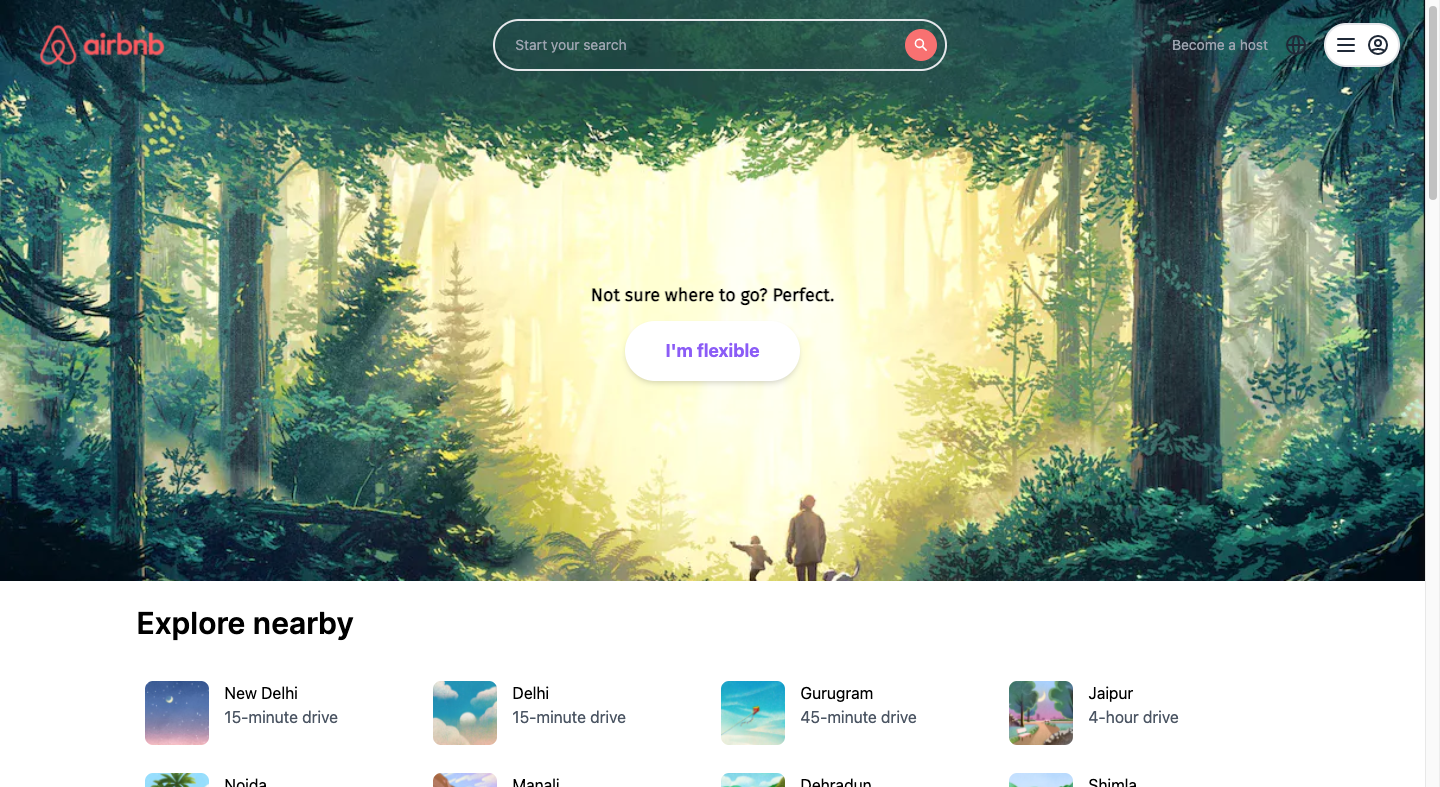 airbnb
Start your search
Become a host
Not sure where to go? Perfect.
I'm flexible
Explore nearby
New Delhi
15-minute drive
Delhi
15-minute drive
Gurugram
45-minute drive
Jaipur
4-hour drive
Noida
Manali
Dehradun
Shimla